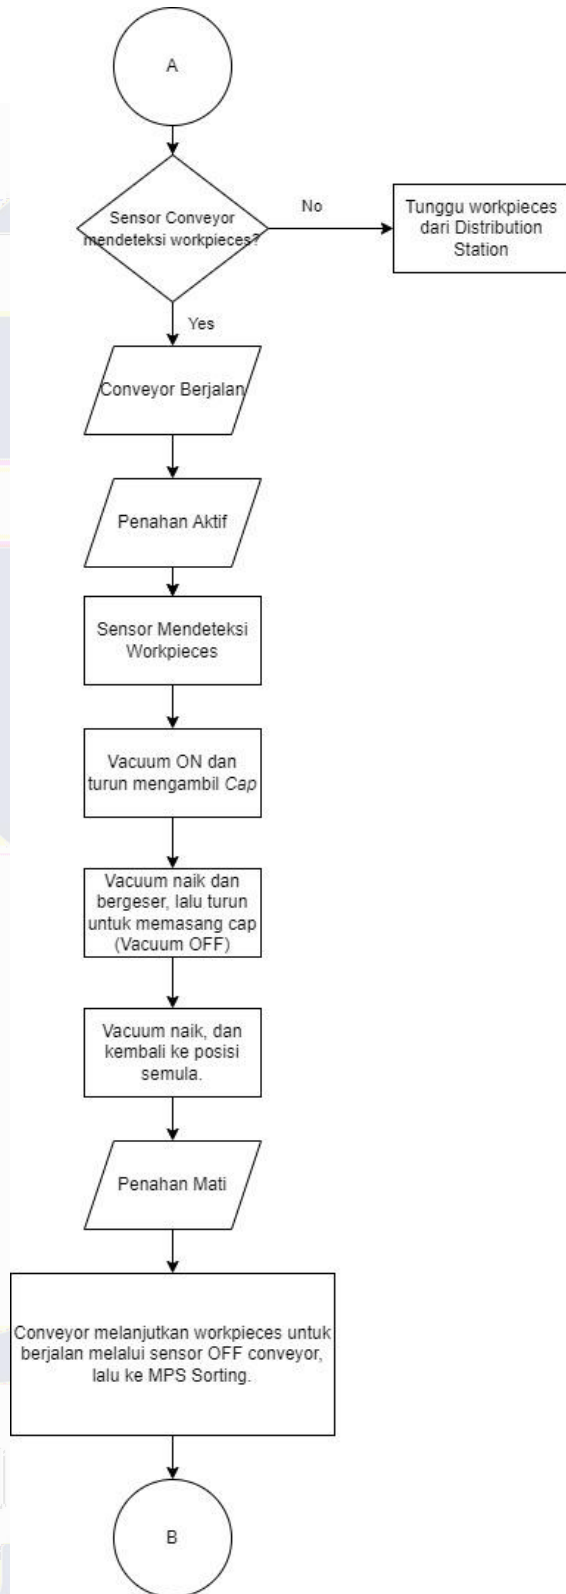 A
Sensor Conveyor
mendeteksi workpieces?
No
Tunggu workpieces
dari Distribution
Station
Yes
Conveyor Berjalan
Penahan Aktif
Sensor Mendeteksi
Workpieces
Vacuum ON dan
turun mengambil Cap
Vacuum naik dan
bergeser, lalu turun
untuk memasang cap
(Vacuum OFF)
Vacuum naik, dan
kembali ke posisi
semula.
Penahan Mati
Conveyor melanjutkan workpieces untuk
berjalan melalui sensor OFF conveyor,
lalu ke MPS Sorting.
B